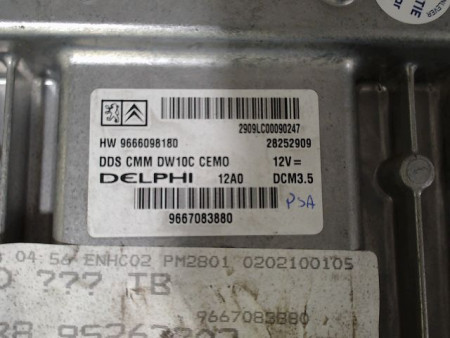 TIE
2909LC00090247
HW 9666098180 28252909
DDS CMM DW10C CEMO 12V=
DELPHI 12A0 DCM3.5
9667083880 PSA
04:56 ENHC02 PM2801 0202100105
??? IB
9667083880